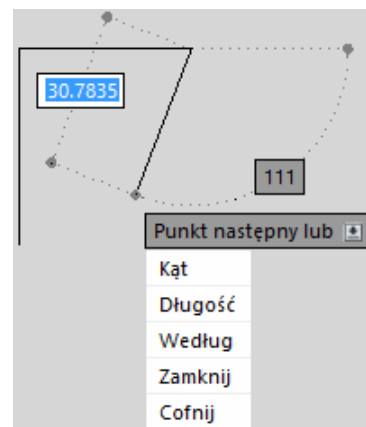 30.7835
111
Punkt następny lub
Kąt
Długość
Według
Zamknij
Cofnij